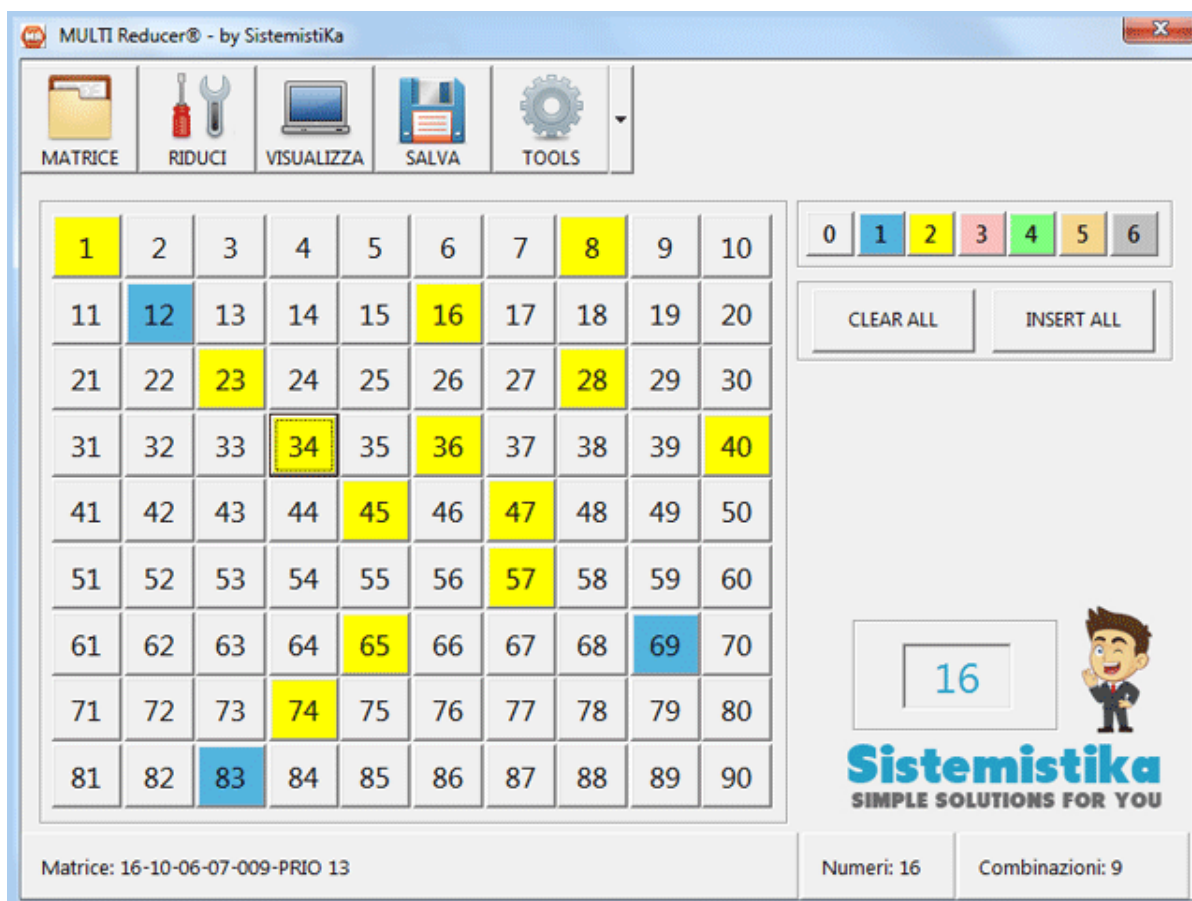 MULTI Reducer® - by SistemistiKa
MATRICE RIDUCI VISUALIZZA SALVA TOOLS
1 2 3 4 5 6 7 8 9 10
0 1 2 3 4 5 6
11 12 13 14 15 16 17 18 19 20
CLEAR ALL INSERT ALL
21 22 23 24 25 26 27 28 29 30
31 32 33 34 35 36 37 38 39 40
41 42 43 44 45 46 47 48 49 50
51 52 53 54 55 56 57 58 59 60
61 62 63 64 65 66 67 68 69 70
16
71 72 73 74 75 76 77 78 79 80
81 82 83 84 85 86 87 88 89 90
Sistemistika
SIMPLE SOLUTIONS FOR YOU
Matrice: 16-10-06-07-009-PRIO 13
Numeri: 16
Combinazioni: 9